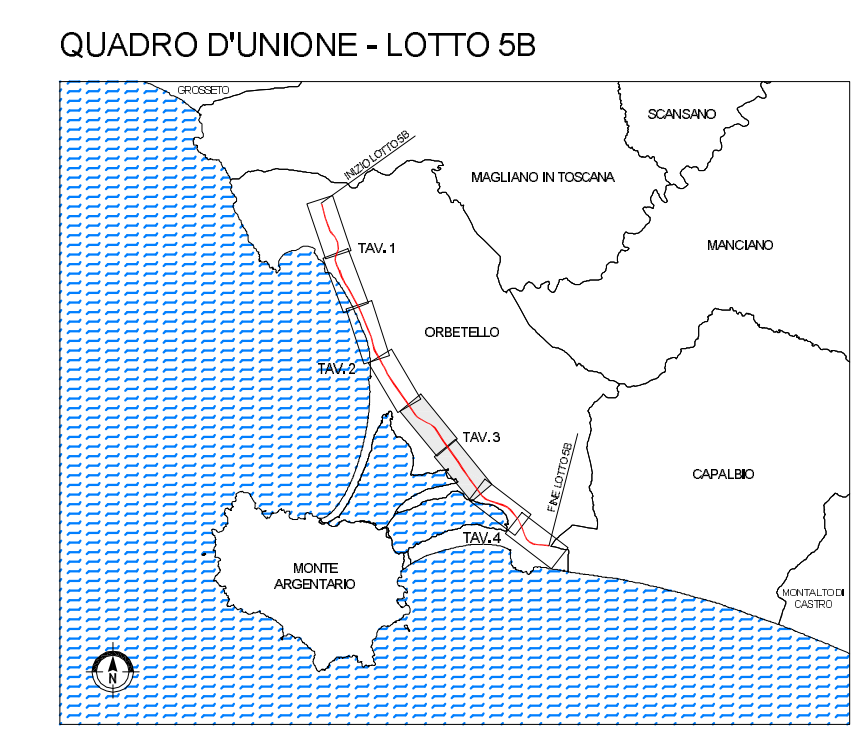 QUADRO D'UNIONE - LOTTO 5B
GROSSETO
SCANSANO
INIZIO LOTTO 5B
MAGLIANO IN TOSCANA
TAV. 1
MANCIANO
ORBETELLO
TAV. 2
TAV. 3
FINE LOTTO 5B
CAPALBIO
TAV. 4
MONTE
ARGENTARIO
MONTALTO DI
CASTRO
N